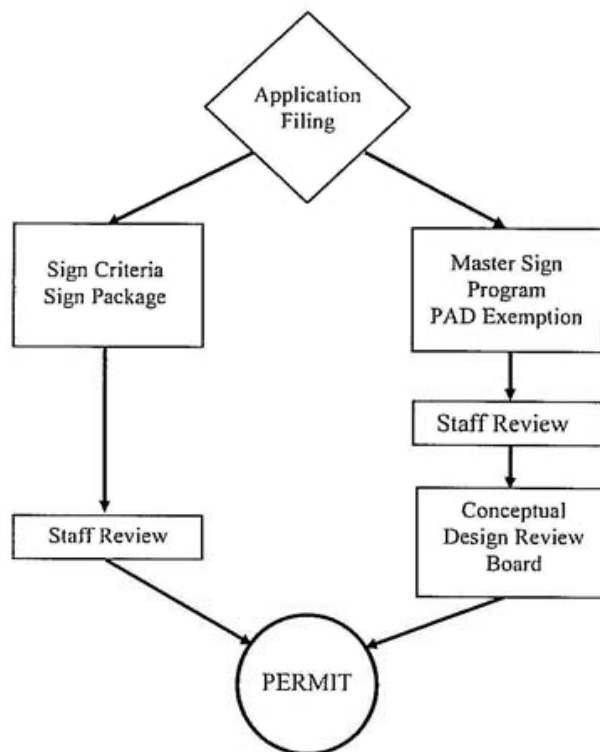 Application
Filing
Sign Criteria
Sign Package
Master Sign
Program
PAD Exemption
Staff Review
Staff Review
Conceptual
Design Review
Board
PERMIT